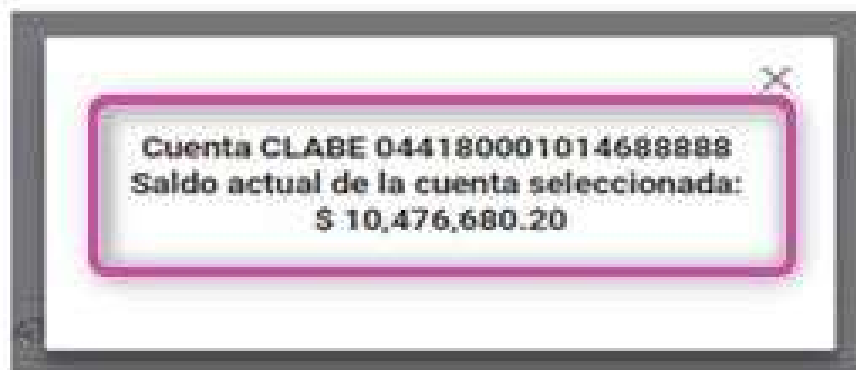 Cuenta CLABE 044180001014688888
Saldo actual de la cuenta seleccionada:
$ 10,476,680.20